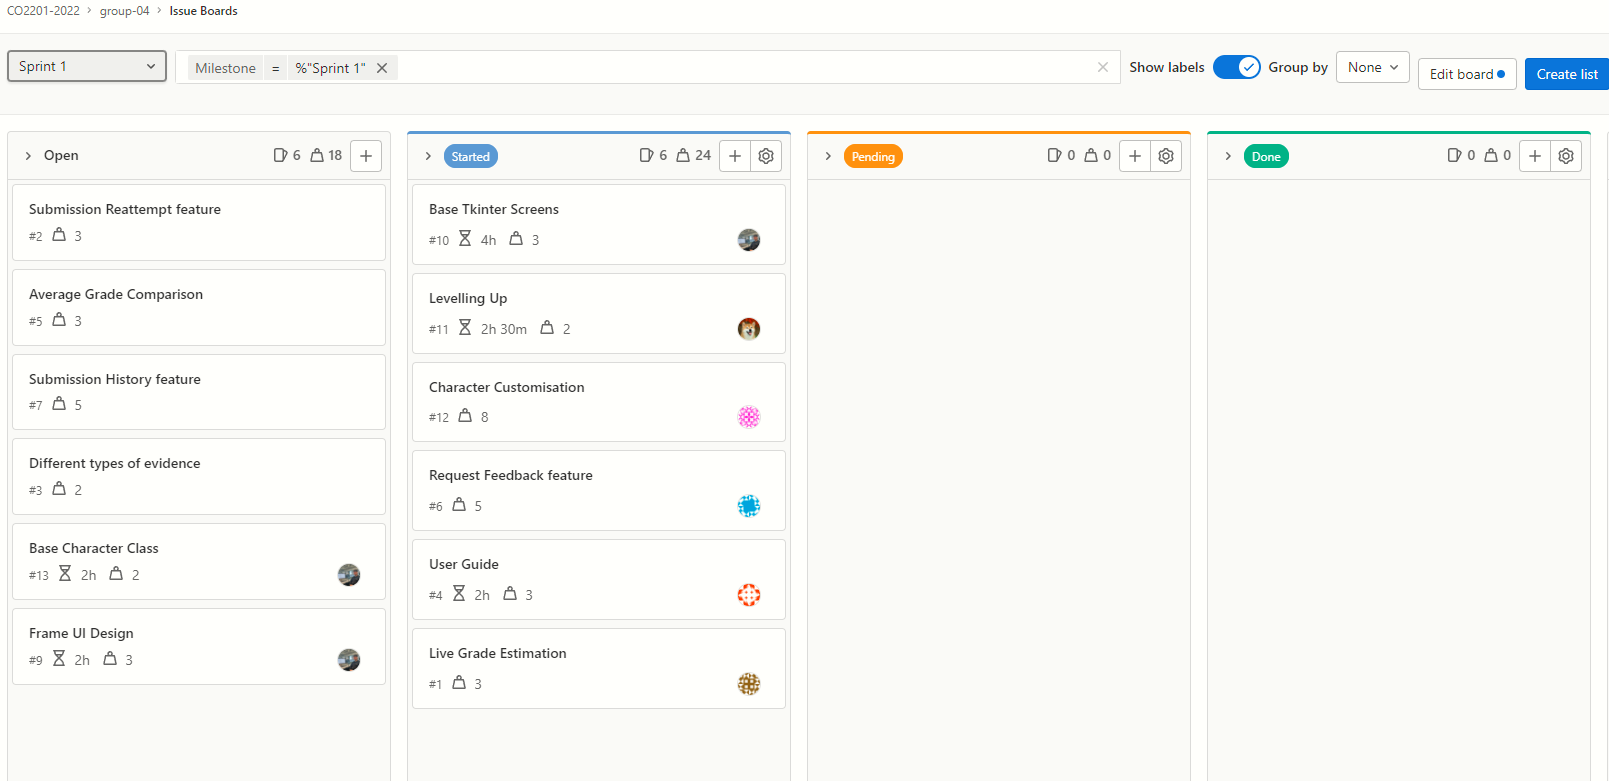 CO2201-2022 > group-04 > Issue Boards
Sprint 1
Milestone = %"Sprint 1"
Show labels
Group by
None
Edit board
Create list
Open 6 18
Submission Reattempt feature
#2 3
Average Grade Comparison
#5 3
Submission History feature
#7 5
Different types of evidence
#3 2
Base Character Class
#13 2h 2
Frame UI Design
#9 2h 3
Started 6 24
Base Tkinter Screens
#10 4h 3
Levelling Up
#11 2h 30m 2
Character Customisation
#12 8
Request Feedback feature
#6 5
User Guide
#4 2h 3
Live Grade Estimation
#1 3
Pending 0 0
Done 0 0